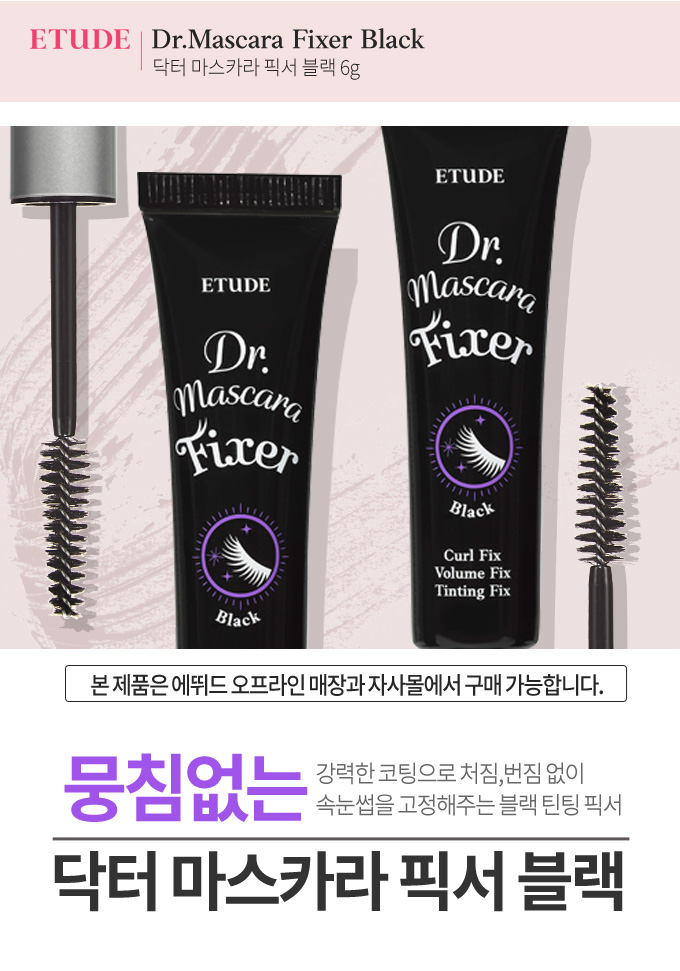 ETUDE
Dr.Mascara Fixer Black
닥터 마스카라 픽서 블랙 6g
ETUDE
Dr.
Mascara
Fixer
Black
ETUDE
Dr.
Mascara
Fixer
Black
Curl Fix
Volume Fix
Tinting Fix
본 제품은 에뛰드 오프라인 매장과 자사몰에서 구매 가능합니다.
뭉침없는
강력한 코팅으로 처짐,번짐 없이
속눈썹을 고정해주는 블랙 틴팅 픽서
닥터 마스카라 픽서 블랙